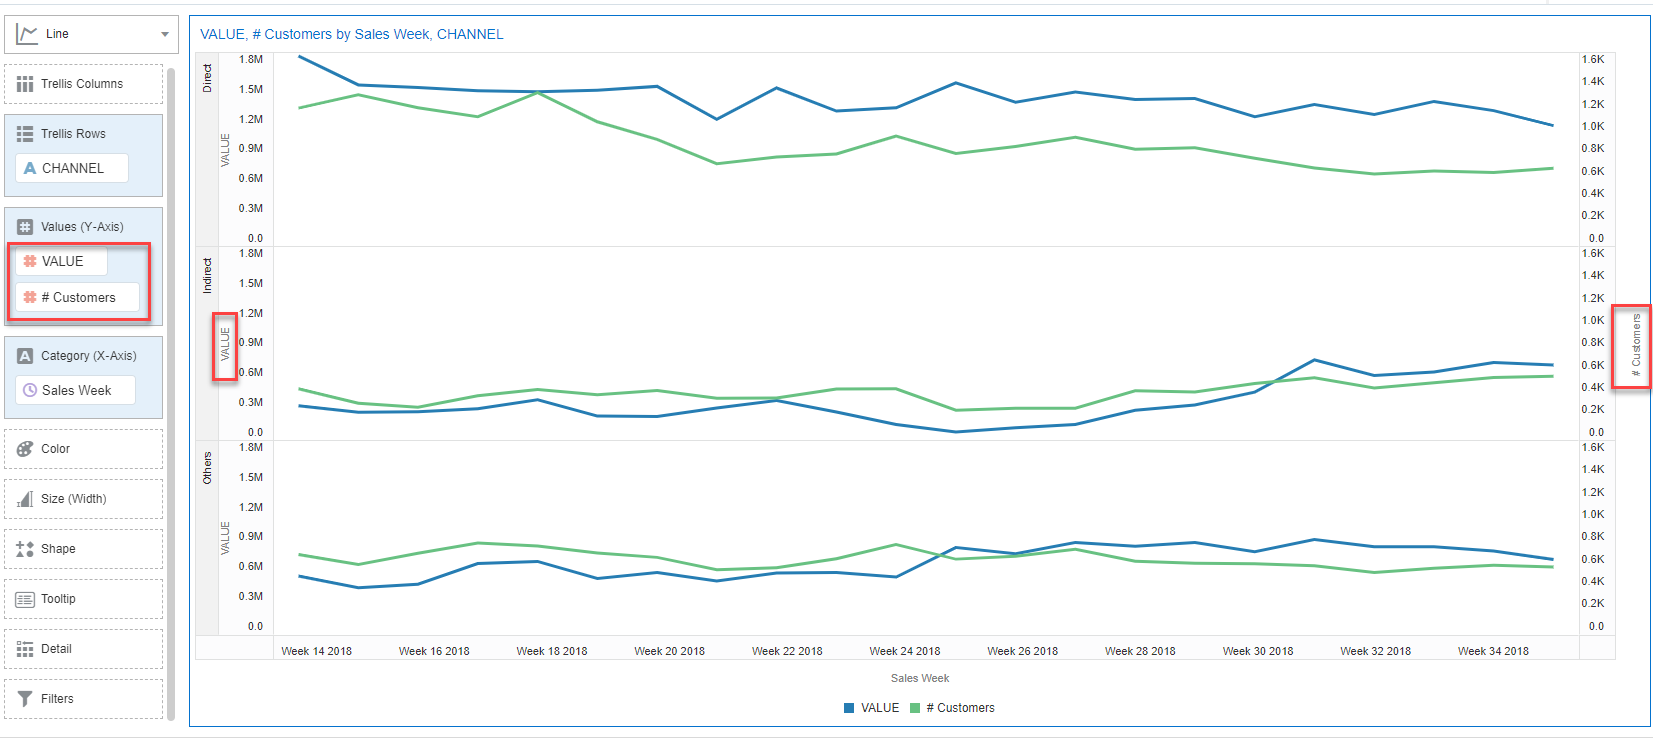 Line
Trellis Columns
Trellis Rows
A CHANNEL
Values (Y-Axis)
VALUE
# Customers
Category (X-Axis)
Sales Week
Color
Size (Width)
Shape
Tooltip
Detail
Filters
VALUE, # Customers by Sales Week, CHANNEL
Direct
VALUE
1.8M
1.5M
1.2M
0.9M
0.6M
0.3M
0.0
1.6K
1.4K
1.2K
1.0K
0.8K
0.6K
0.4K
0.2K
0.0
Indirect
VALUE
1.8M
1.5M
1.2M
0.9M
0.6M
0.3M
0.0
1.6K
1.4K
1.2K
1.0K
0.8K
0.6K
0.4K
0.2K
0.0
# Customers
Others
VALUE
1.8M
1.5M
1.2M
0.9M
0.6M
0.3M
0.0
1.6K
1.4K
1.2K
1.0K
0.8K
0.6K
0.4K
0.2K
0.0
Week 14 2018 Week 16 2018 Week 18 2018 Week 20 2018 Week 22 2018 Week 24 2018 Week 26 2018 Week 28 2018 Week 30 2018 Week 32 2018 Week 34 2018
Sales Week
VALUE # Customers